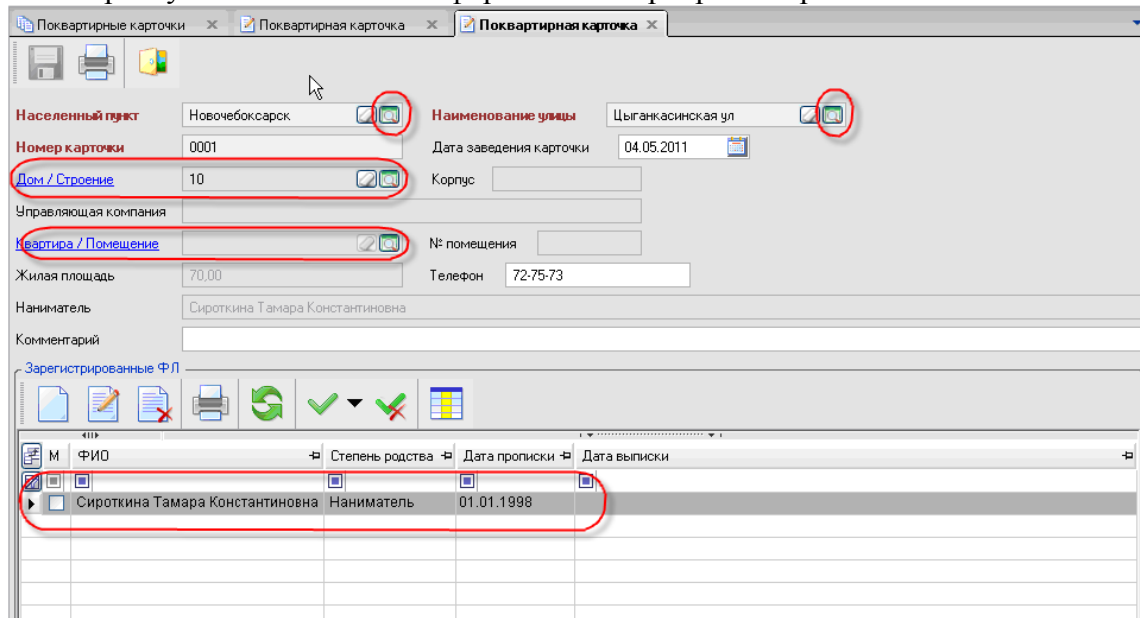 Поквартирные карточки Поквартирная карточка Поквартирная карточка
Населенный пункт Новочебоксарск Наименование улицы Цыганкасинская ул
Номер карточки 0001 Дата заведения карточки 04.05.2011
Дом / Строение 10 Корпус
Управляющая компания
Квартира / Помещение № помещения
Жилая площадь 70,00 Телефон 72-75-73
Наниматель Сироткина Тамара Константиновна
Комментарий
Зарегистрированные ФЛ
М ФИО Степень родства Дата прописки Дата выписки
Сироткина Тамара Константиновна Наниматель 01.01.1998